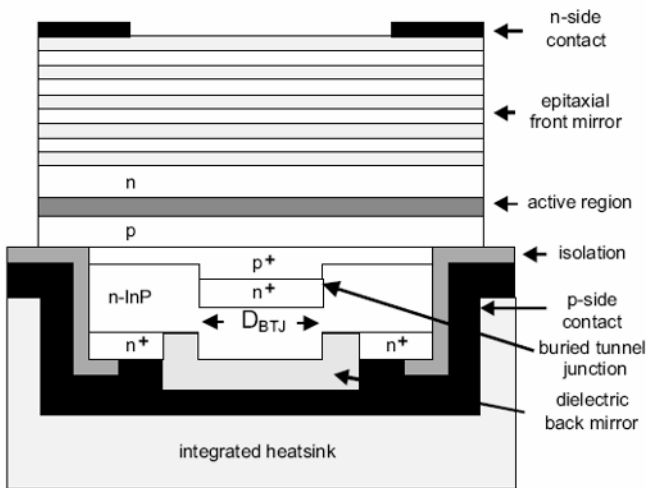 n-side
contact
epitaxial
front mirror
n
active region
p
isolation
p+
n-InP
n+
p-side
contact
DBTJ
n+
n+
buried tunnel
junction
dielectric
back mirror
integrated heatsink